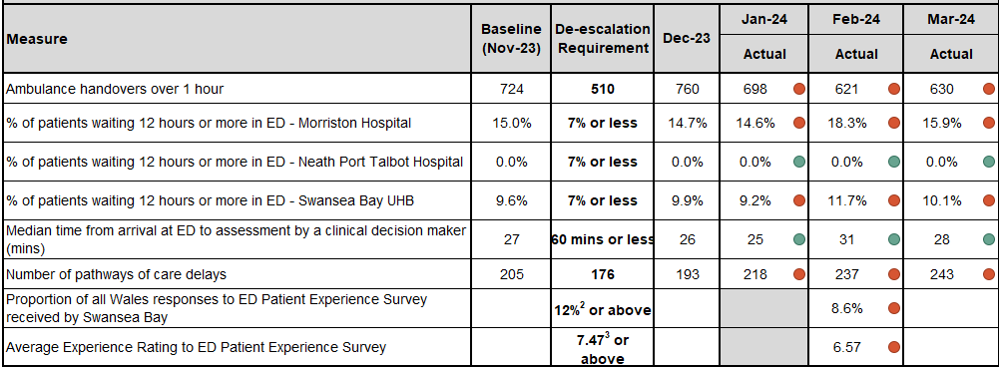 Measure Baseline (Nov-23) De-escalation Requirement Dec-23 Jan-24 Feb-24 Mar-24
Actual Actual Actual
Ambulance handovers over 1 hour 724 510 760 698 621 630
% of patients waiting 12 hours or more in ED - Morriston Hospital 15.0% 7% or less 14.7% 14.6% 18.3% 15.9%
% of patients waiting 12 hours or more in ED - Neath Port Talbot Hospital 0.0% 7% or less 0.0% 0.0% 0.0% 0.0%
% of patients waiting 12 hours or more in ED - Swansea Bay UHB 9.6% 7% or less 9.9% 9.2% 11.7% 10.1%
Median time from arrival at ED to assessment by a clinical decision maker
(mins) 27 60 mins or less 26 25 31 28
Number of pathways of care delays 205 176 193 218 237 243
Proportion of all Wales responses to ED Patient Experience Survey
received by Swansea Bay 12%² or above 8.6%
Average Experience Rating to ED Patient Experience Survey 7.47³ or above 6.57